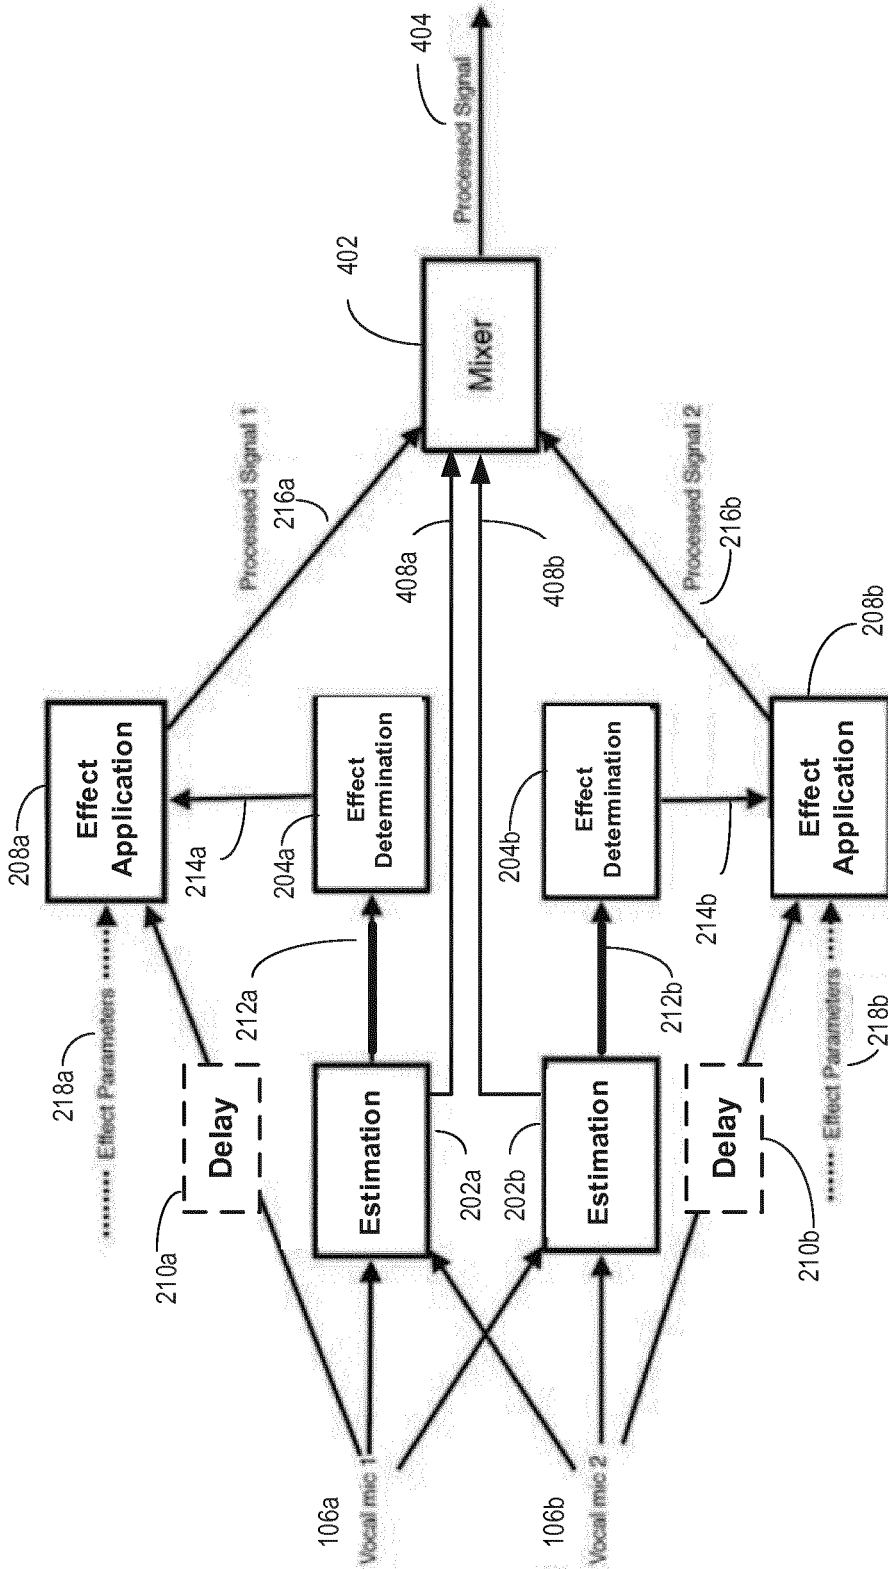 106a
Vocal mic 1
106b
Vocal mic 2
210a
Delay
218a
Effect Parameters
Estimation
202a
202b
Estimation
Delay
210b
Effect Parameters
218b
212a
212b
208a
Effect
Application
214a
204a
Effect
Determination
204b
Effect
Determination
214b
Effect
Application
208b
Processed Signal 1
216a
408a
408b
Processed Signal 2
216b
402
Mixer
Processed Signal
404